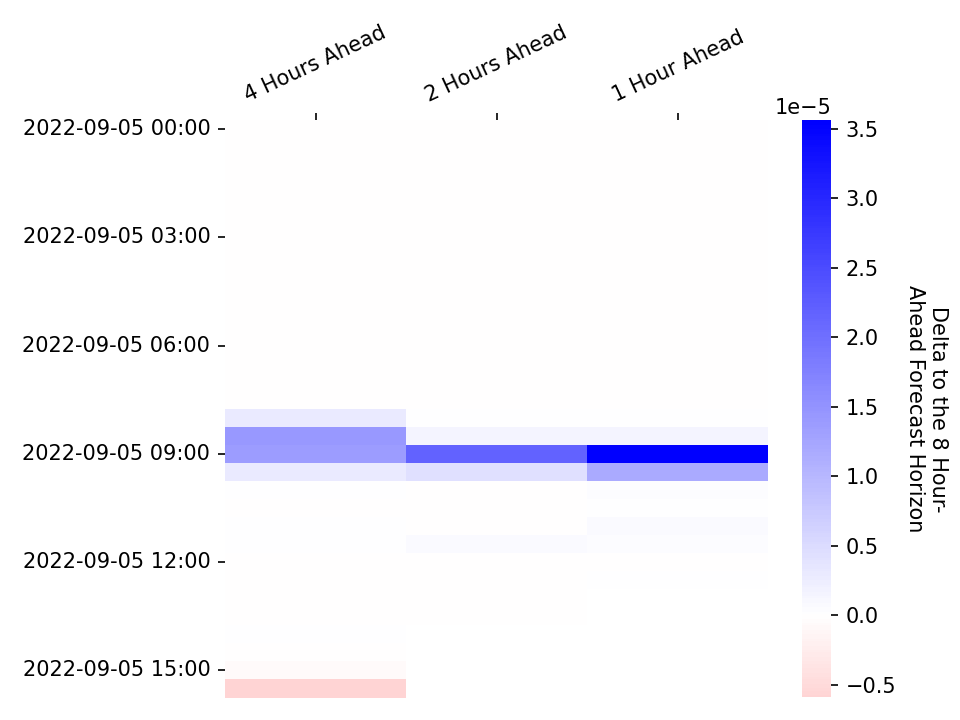 4 Hours Ahead
2 Hours Ahead
1 Hour Ahead
1e−5
2022-09-05 00:00
2022-09-05 03:00
2022-09-05 06:00
2022-09-05 09:00
2022-09-05 12:00
2022-09-05 15:00
3.5
3.0
2.5
2.0
1.5
1.0
0.5
0.0
−0.5
Delta to the 8 Hour-
Ahead Forecast Horizon